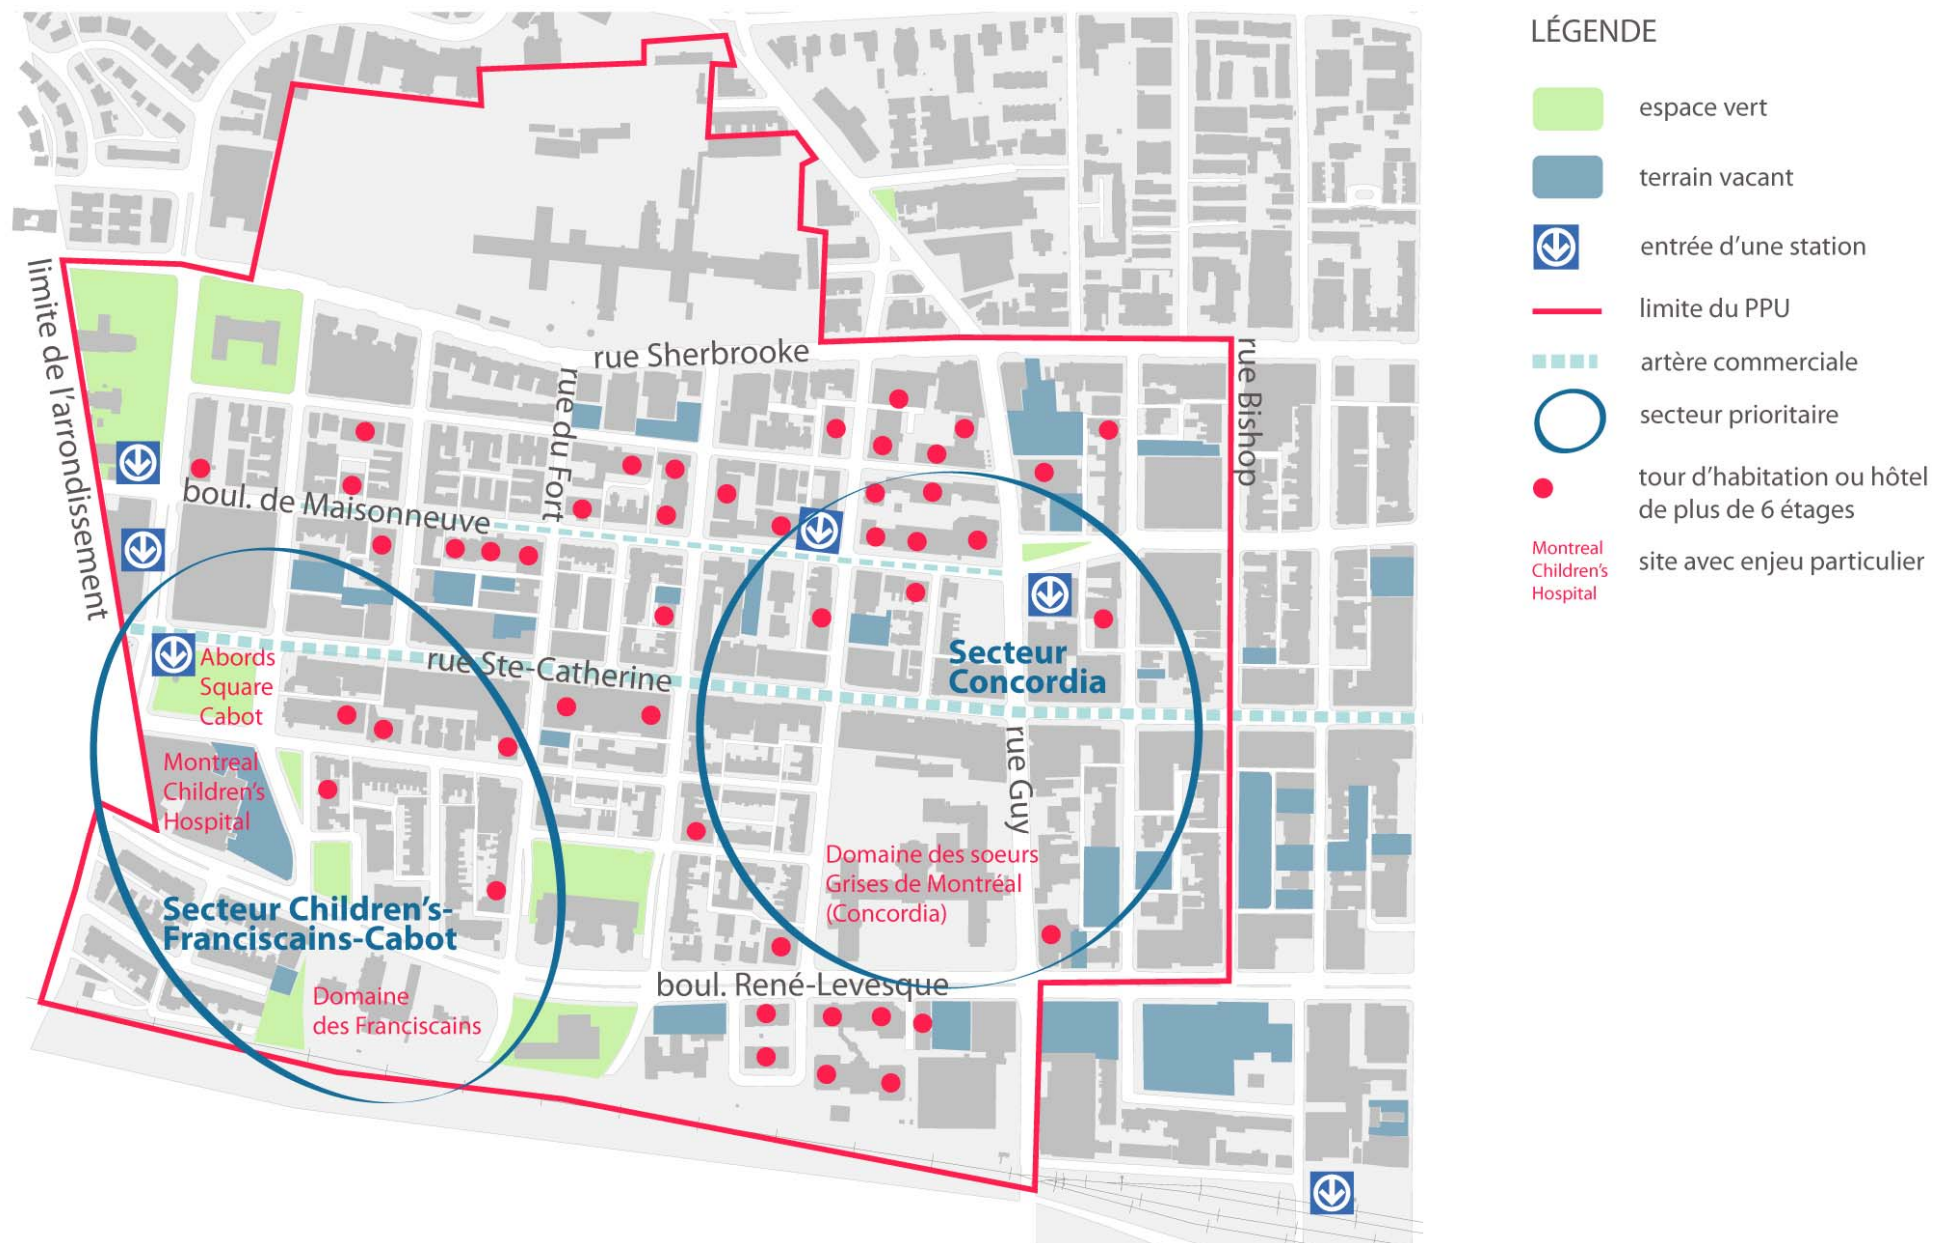 limite de l'arrondissement
rue Sherbrooke
rue du Fort
rue Bishop
boul. de Maisonneuve
rue Ste-Catherine
Abords
Square
Cabot
Secteur
Concordia
rue Guy
Montreal
Children's
Hospital
Domaine des soeurs
Grises de Montréal
(Concordia)
Secteur Children's-
Franciscains-Cabot
Domaine
des Franciscains
boul. René-Levesque
LÉGENDE
espace vert
terrain vacant
entrée d'une station
limite du PPU
artère commerciale
secteur prioritaire
tour d'habitation ou hôtel
de plus de 6 étages
Montreal
Children's
Hospital
site avec enjeu particulier